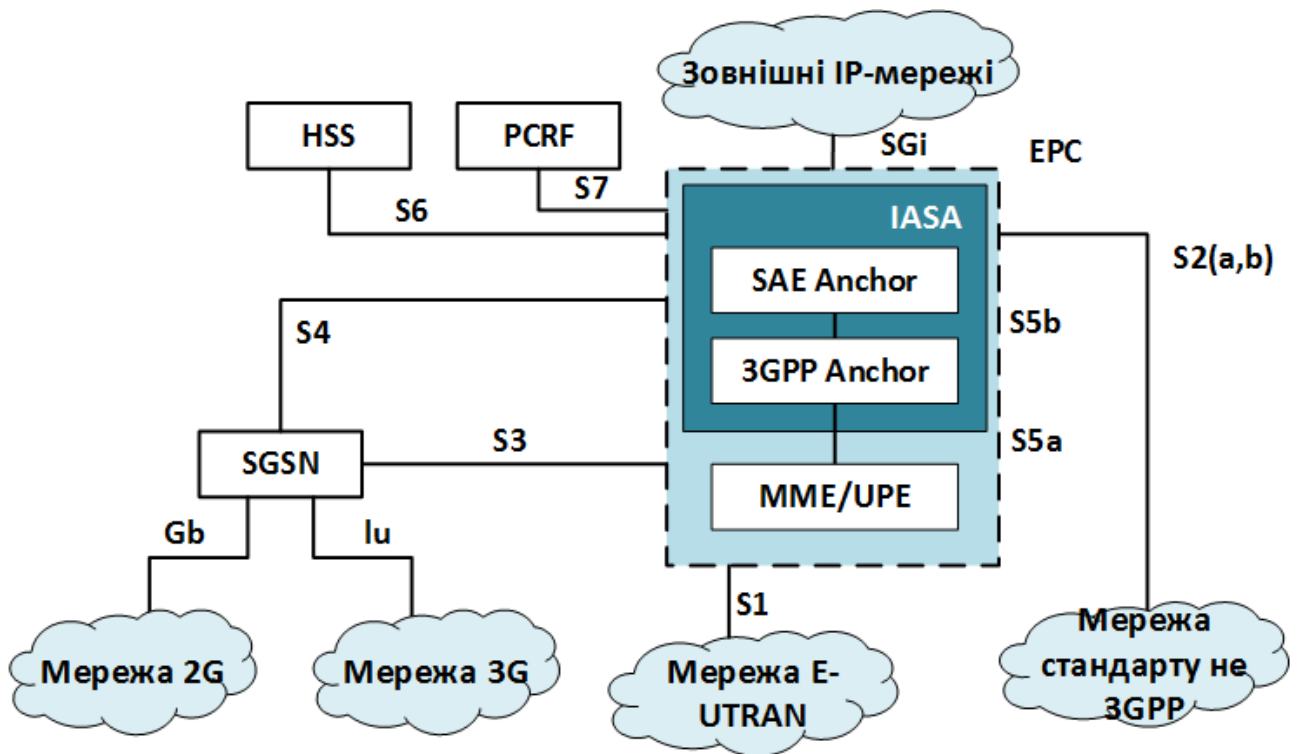 Зовнішні IP-мережі
HSS
PCRF
SGi
EPC
S7
S6
IASA
S2(a,b)
SAE Anchor
S4
S5b
3GPP Anchor
SGSN
S3
S5a
MME/UPE
Gb
Iu
S1
Мережа 2G
Мережа 3G
Мережа E-
UTRAN
Мережа
стандарту не
3GPP